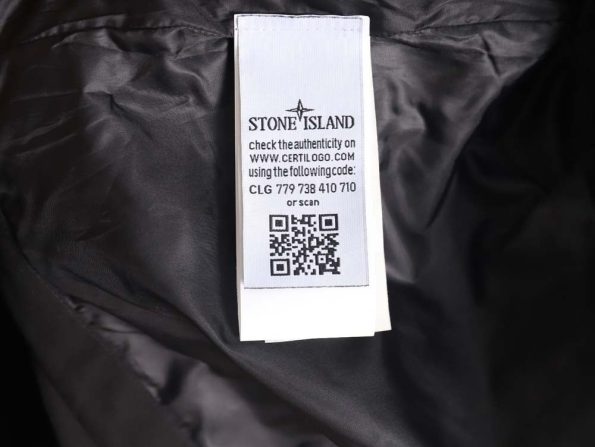 STONE ISLAND
check the authenticity on
WWW.CERTILOGO.COM
using the following code:
CLG 779 738 410 710
or scan